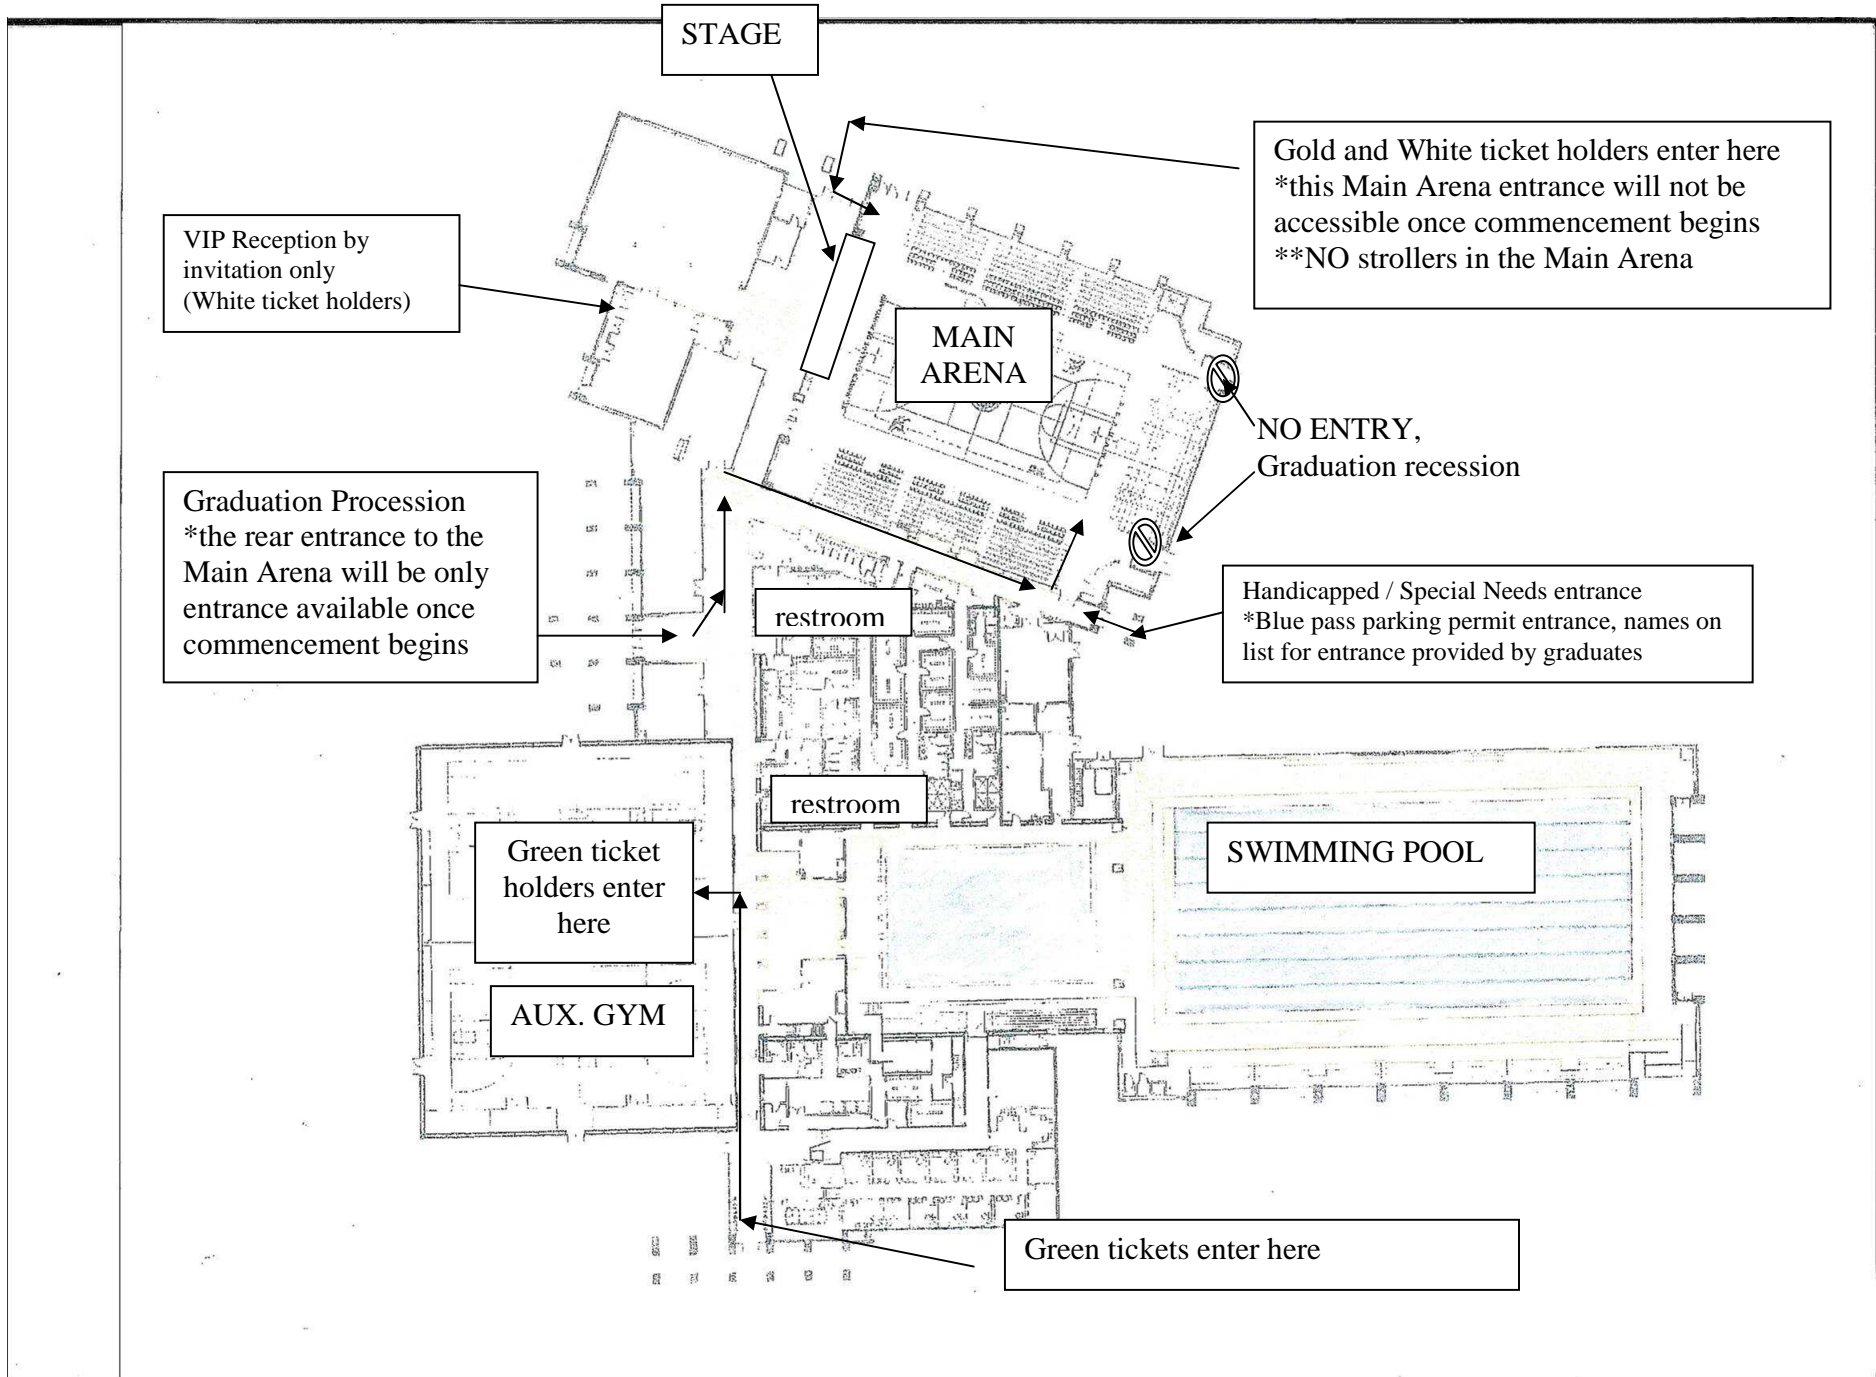 STAGE
Gold and White ticket holders enter here
*this Main Arena entrance will not be
accessible once commencement begins
**NO strollers in the Main Arena
VIP Reception by
invitation only
(White ticket holders)
MAIN
ARENA
NO ENTRY,
Graduation recession
Graduation Procession
*the rear entrance to the
Main Arena will be only
entrance available once
commencement begins
restroom
Handicapped / Special Needs entrance
*Blue pass parking permit entrance, names on
list for entrance provided by graduates
restroom
Green ticket
holders enter
here
SWIMMING POOL
AUX. GYM
Green tickets enter here